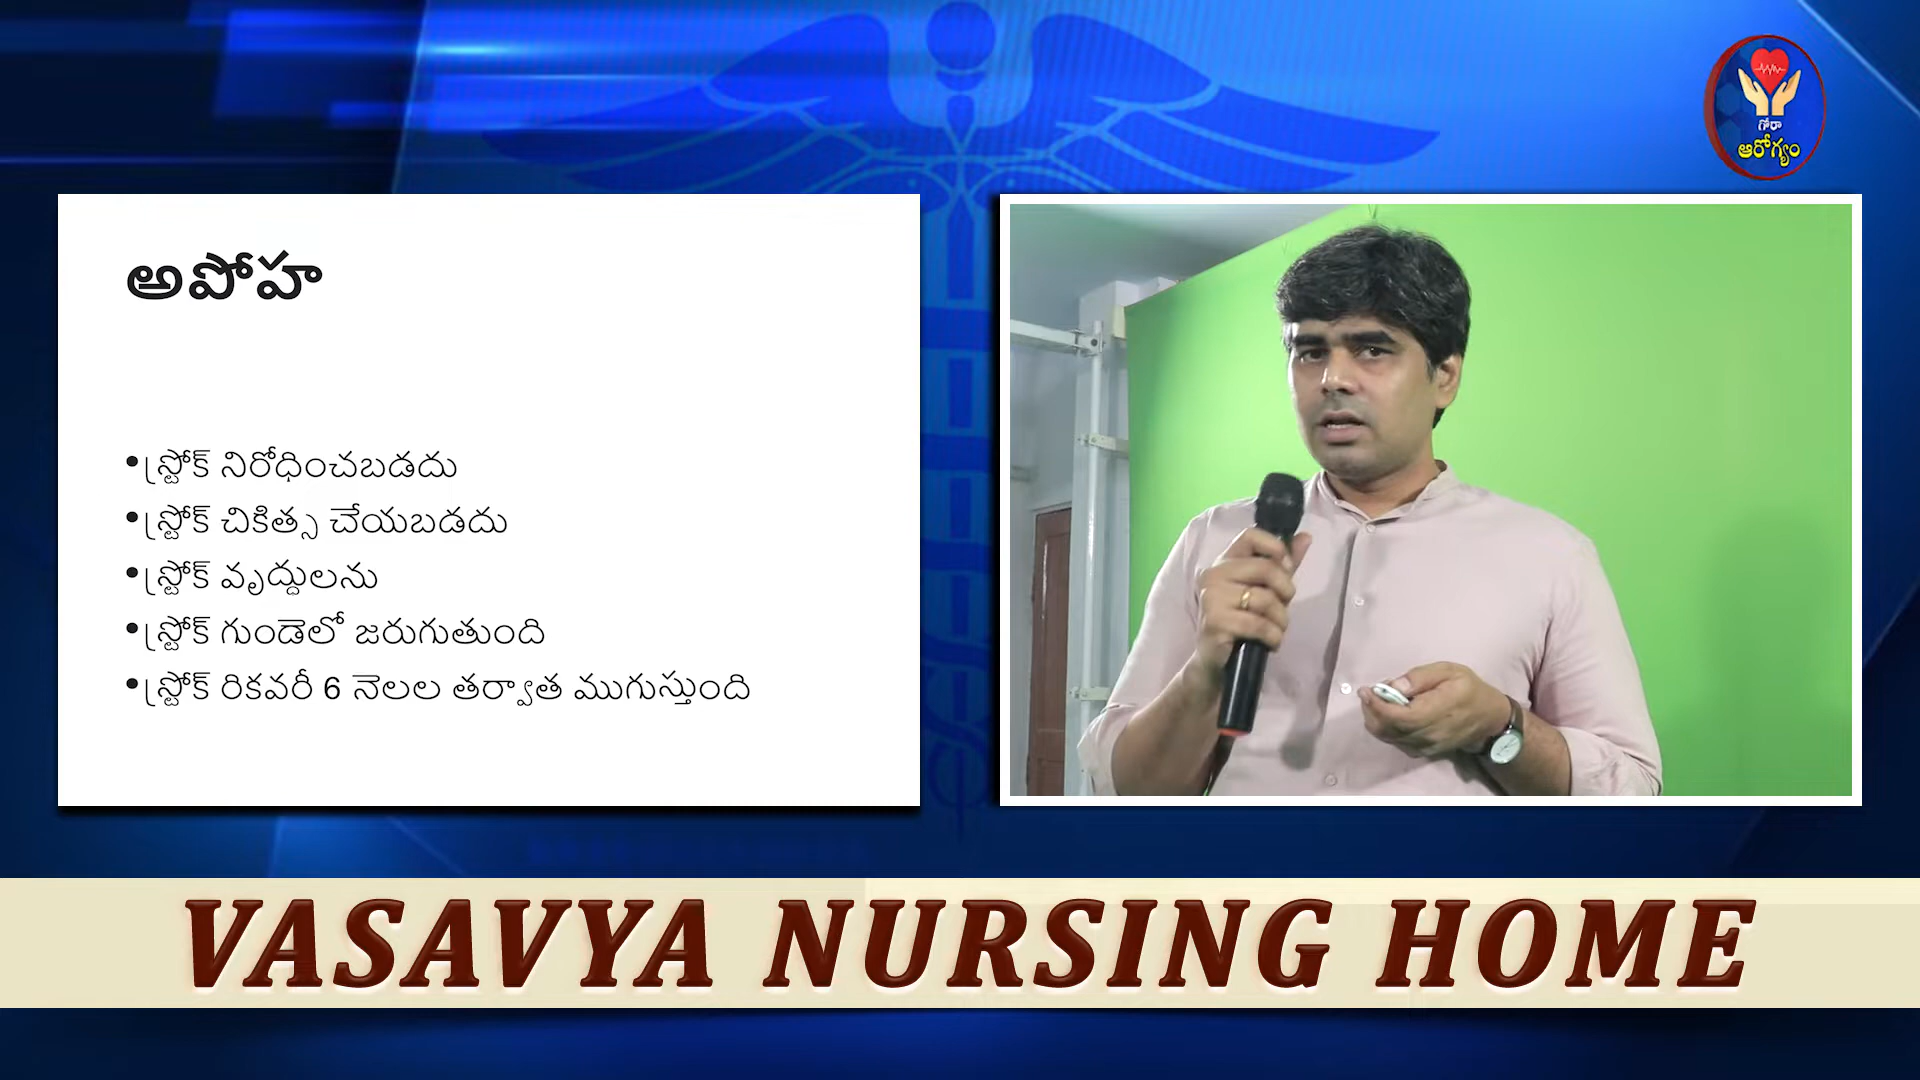 గోరా
ఆరోగ్యం
అపోహ
•స్ట్రోక్ నిరోధించబడదు
•స్ట్రోక్ చికిత్స చేయబడదు
•స్ట్రోక్ వృద్ధులను
•స్ట్రోక్ గుండెలో జరుగుతుంది
•స్ట్రోక్ రికవరీ 6 నెలల తర్వాత ముగుస్తుంది
VASAVYA NURSING HOME